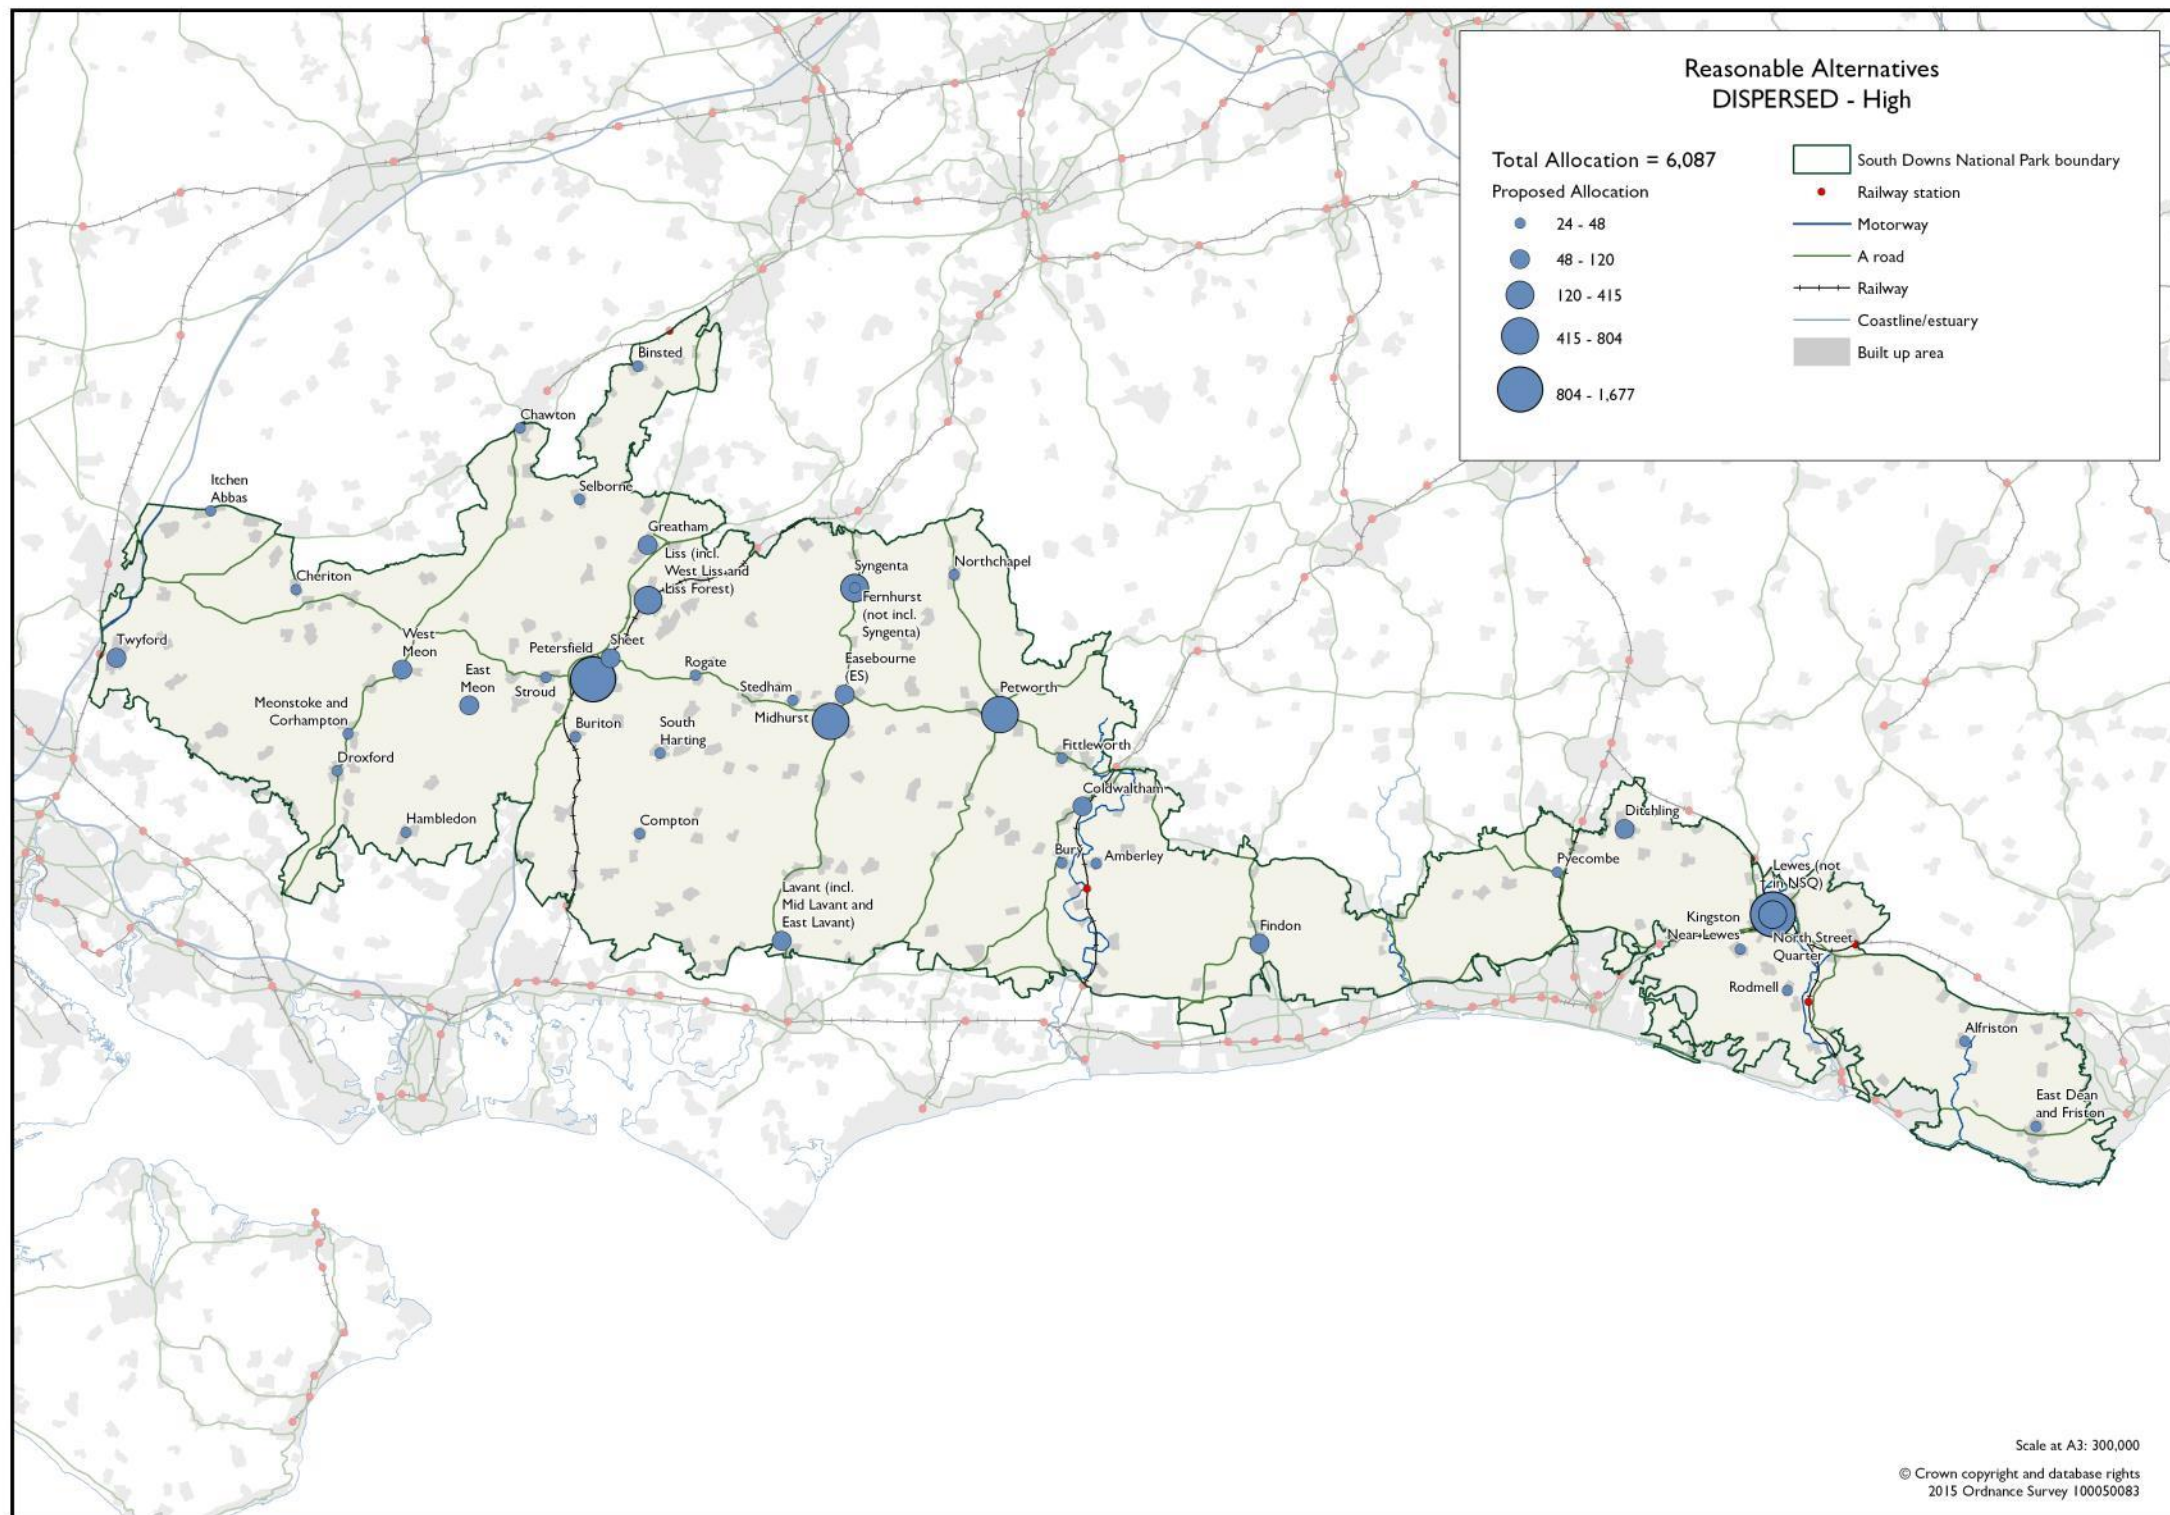 Reasonable Alternatives
DISPERSED - High
Total Allocation = 6,087
Proposed Allocation
24 - 48
48 - 120
120 - 415
415 - 804
804 - 1,677
South Downs National Park boundary
Railway station
Motorway
A road
Railway
Coastline/estuary
Built up area
Binsted
Chawton
Itchen
Abbas
Selborne
Greatham
Liss (incl.
West Liss and
Liss Forest)
Cheriton
Syngenta
Northchapel
Fernhurst
(not incl.
Syngenta)
Twyford
West
Meon
Petersfield
Sheet
East
Meon
Stroud
Rogate
Easebourne
(ES)
Stedham
Midhurst
Petworth
Meonstoke and
Corhampton
Buriton
South
Harting
Droxford
Fittleworth
Coldwaltham
Hambledon
Compton
Bury
Amberley
Ditchling
Pyecombe
Lavant (incl.
Mid Lavant and
East Lavant)
Findon
Lewes (not
in NSQ)
Kingston
Near Lewes
North Street
Quarter
Rodmell
Alfriston
East Dean
and Friston
Scale at A3: 300,000
© Crown copyright and database rights
2015 Ordnance Survey 100050083